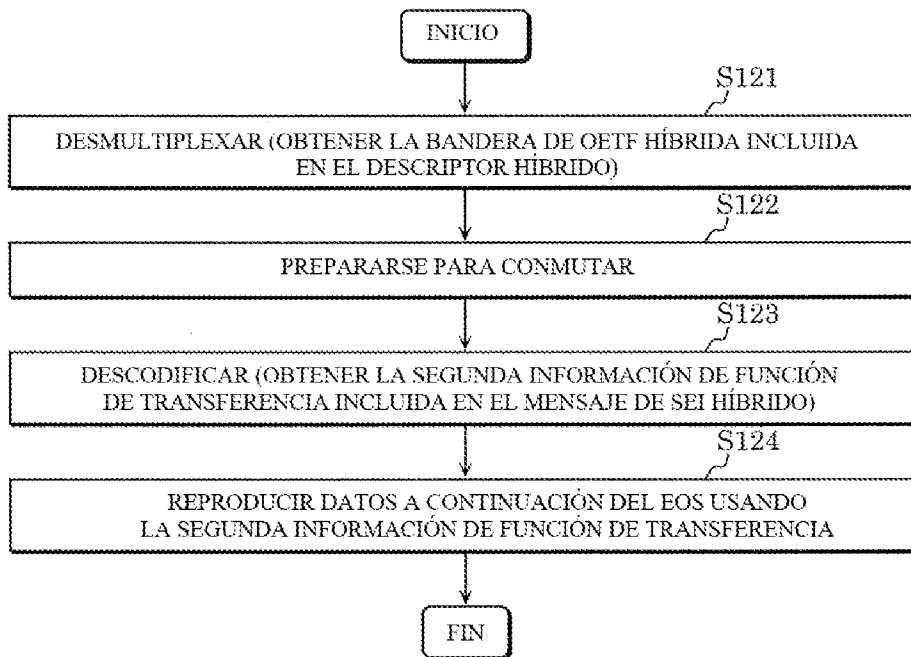 INICIO
S121
DESMULTIPLEXAR (OBTENER LA BANDERA DE OETF HÍBRIDA INCLUIDA
EN EL DESCRIPTOR HÍBRIDO)
S122
PREPARARSE PARA CONMUTAR
S123
DESCODIFICAR (OBTENER LA SEGUNDA INFORMACIÓN DE FUNCIÓN
DE TRANSFERENCIA INCLUIDA EN EL MENSAJE DE SEI HÍBRIDO)
S124
REPRODUCIR DATOS A CONTINUACIÓN DEL EOS USANDO
LA SEGUNDA INFORMACIÓN DE FUNCIÓN DE TRANSFERENCIA
FIN